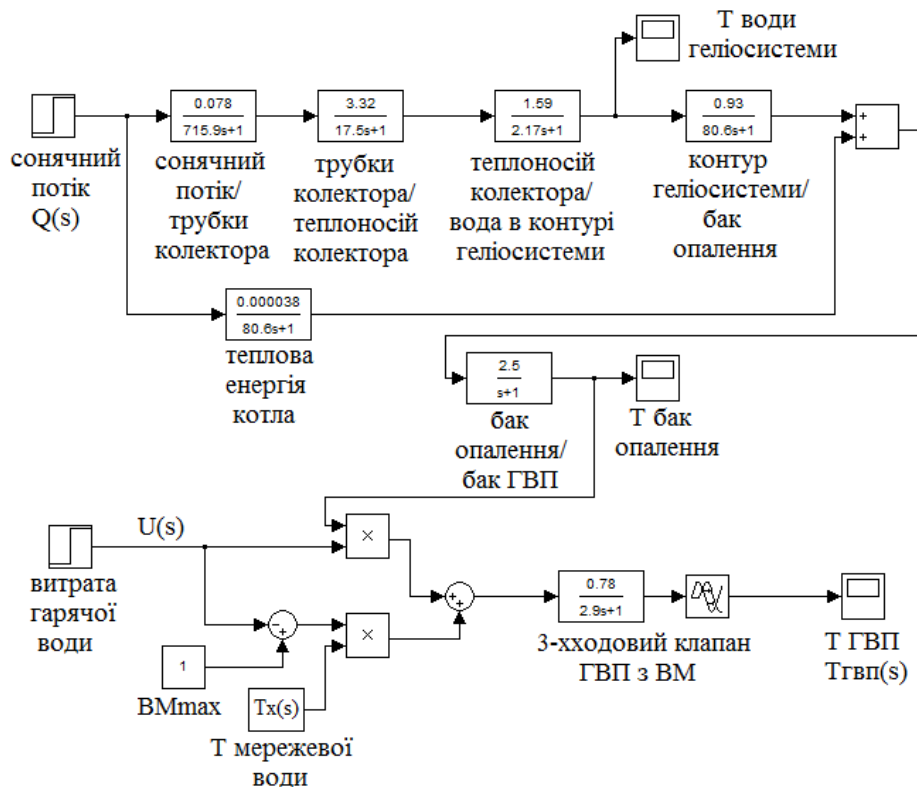 Т води
геліосистеми
0.078
715.9s+1
3.32
17.5s+1
1.59
2.17s+1
0.93
80.6s+1
+
+
сонячний
потік
Q(s)
сонячний
потік/
трубки
колектора
трубки
колектора/
теплоносій
колектора
теплоносій
колектора/
вода в контурі
геліосистеми
контур
геліосистеми/
бак
опалення
0.000038
80.6s+1
теплова
енергія
котла
2.5
s+1
бак
опалення/
бак ГВП
Т бак
опалення
U(s)
×
витрата
гарячої
води
-
+
×
+
+
0.78
2.9s+1
3-хходовий клапан
ГВП з ВМ
Т ГВП
Тгвп(s)
1
BMmax
Tx(s)
Т мережевої
води